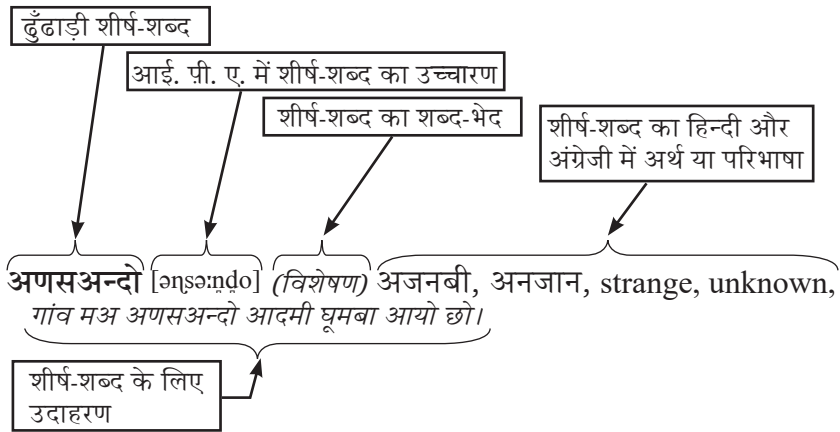 ढुँढाड़ी शीर्ष-शब्द
आई. पी. ए. में शीर्ष-शब्द का उच्चारण
शीर्ष-शब्द का शब्द-भेद
शीर्ष-शब्द का हिन्दी और
अंग्रेजी में अर्थ या परिभाषा
अणसअन्दो [əɳsəːn̪d̪o] (विशेषण) अजनबी, अनजान, strange, unknown,
गांव मअ अणसअन्दो आदमी घूमबा आयो छो।
शीर्ष-शब्द के लिए
उदाहरण